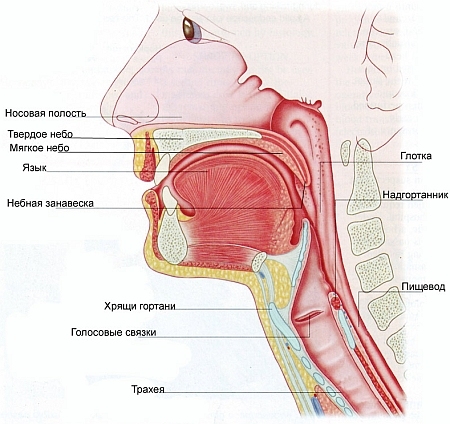 Носовая полость
Твердое небо
Мягкое небо
Язык
Небная занавеска
Глотка
Надгортанник
Пищевод
Хрящи гортани
Голосовые связки
Трахея